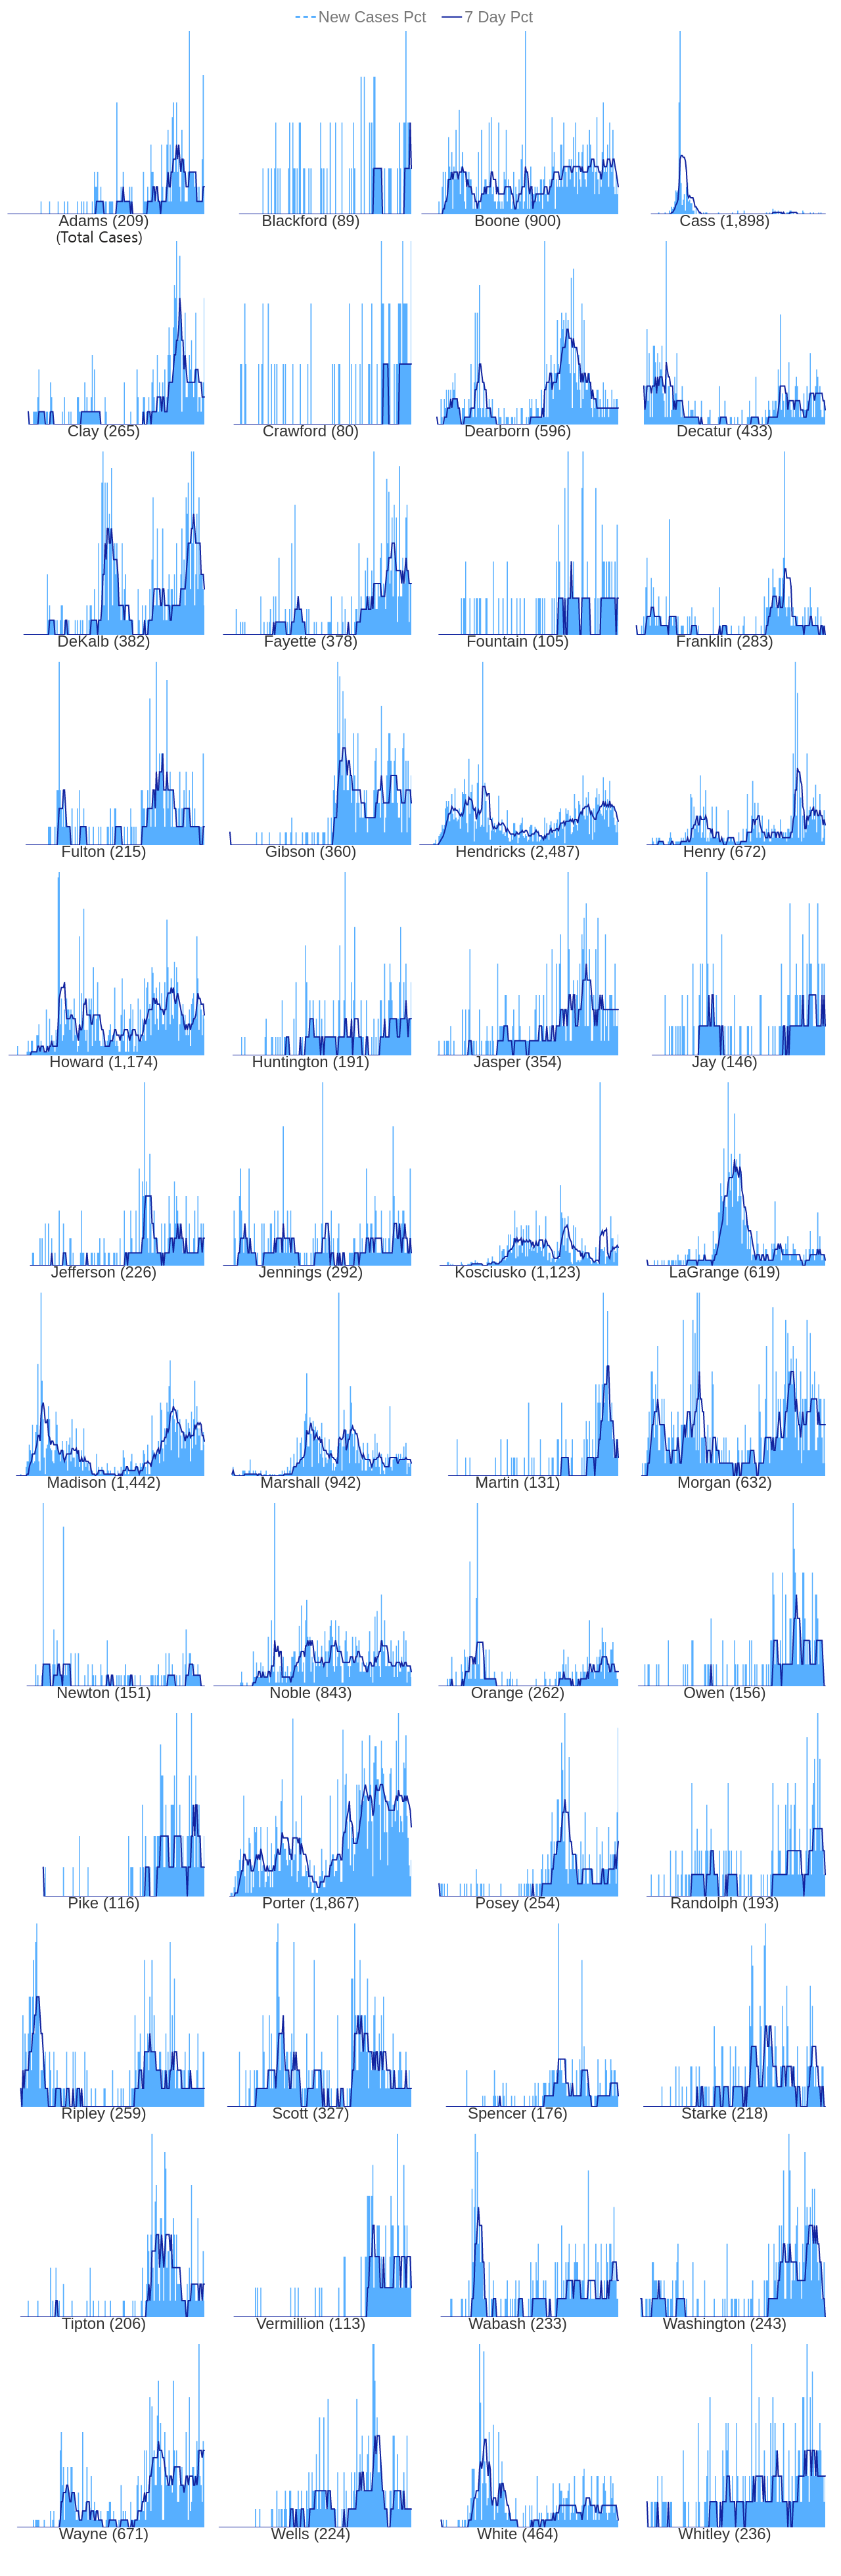 New Cases Pct 7 Day Pct
Adams (209) Blackford (89) Boone (900) Cass (1,898)
(Total Cases)
Clay (265) Crawford (80) Dearborn (596) Decatur (433)
DeKalb (382) Fayette (378) Fountain (105) Franklin (283)
Fulton (215) Gibson (360) Hendricks (2,487) Henry (672)
Howard (1,174) Huntington (191) Jasper (354) Jay (146)
Jefferson (226) Jennings (292) Kosciusko (1,123) LaGrange (619)
Madison (1,442) Marshall (942) Martin (131) Morgan (632)
Newton (151) Noble (843) Orange (262) Owen (156)
Pike (116) Porter (1,867) Posey (254) Randolph (193)
Ripley (259) Scott (327) Spencer (176) Starke (218)
Tipton (206) Vermillion (113) Wabash (233) Washington (243)
Wayne (671) Wells (224) White (464) Whitley (236)